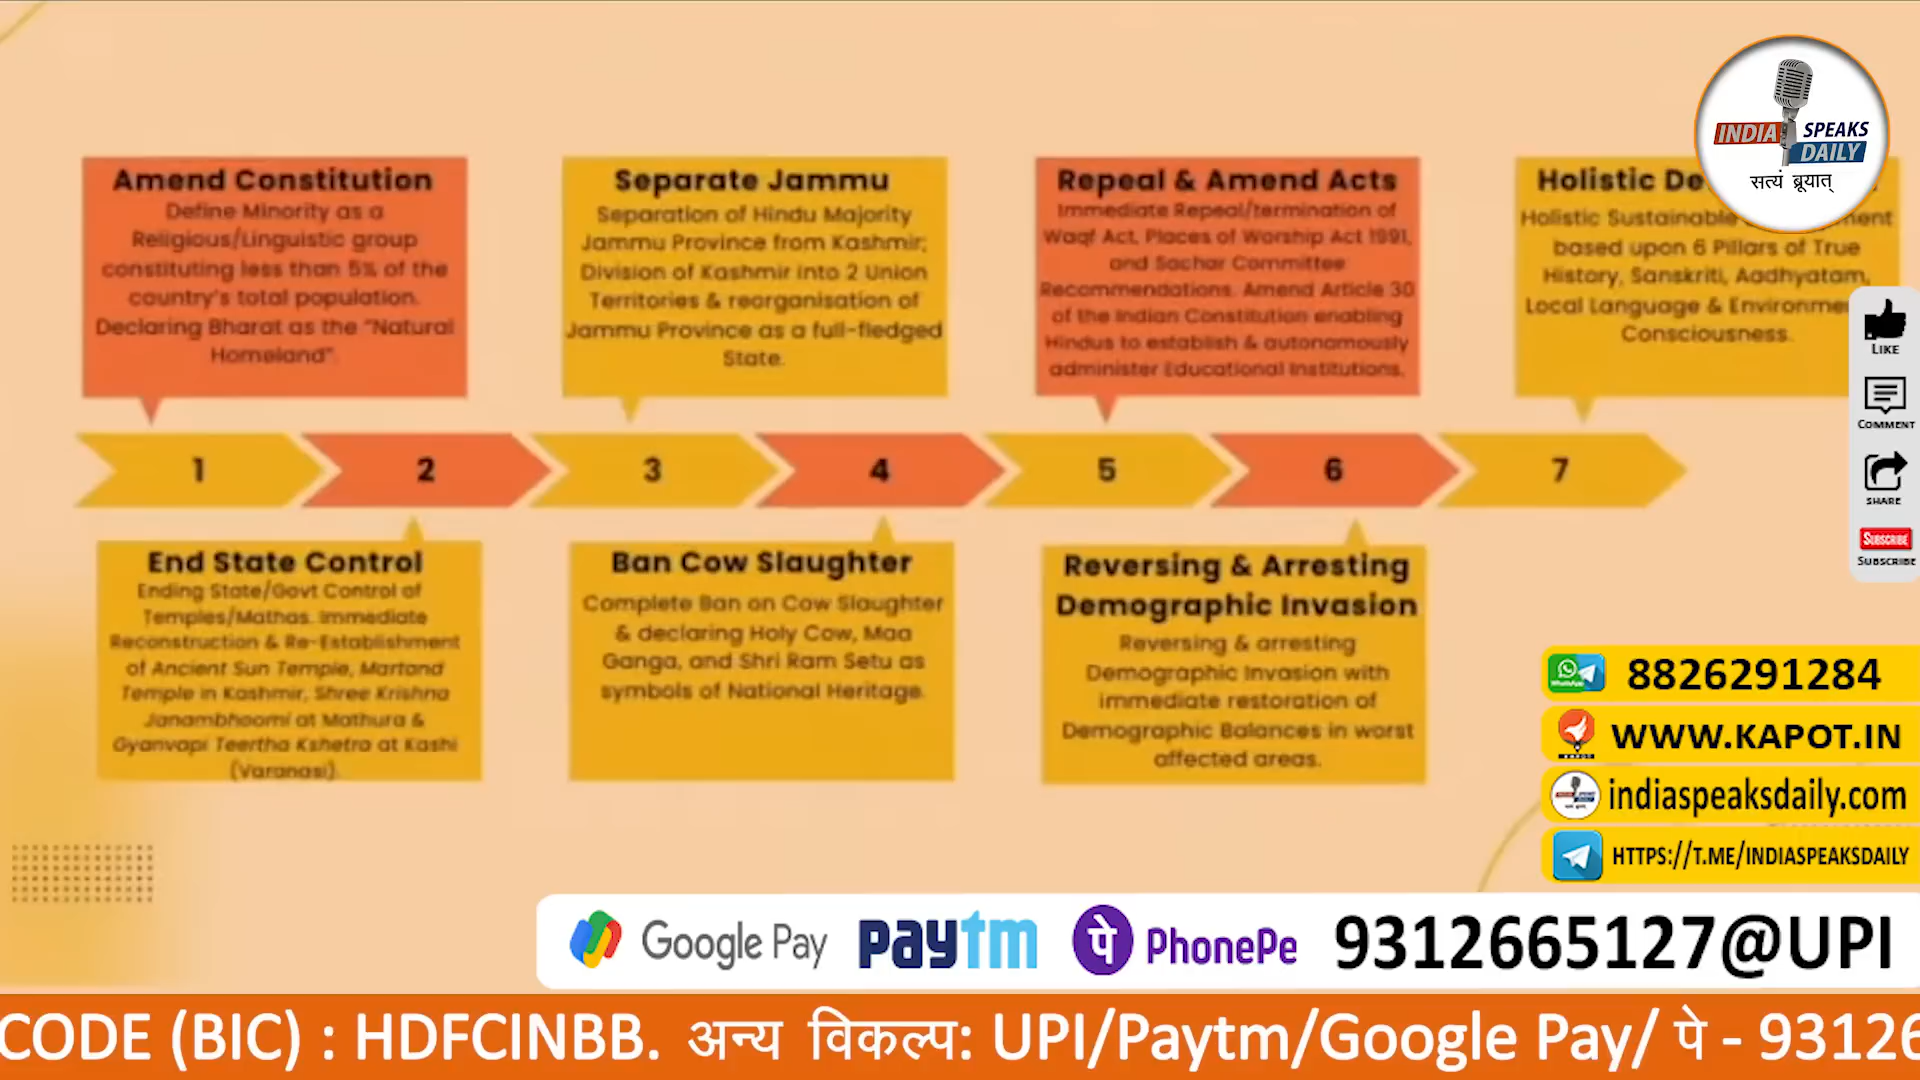 Amend Constitution
Define Minority as a
Religious/Linguistic group
constituting less than 5% of the
country's total population.
Declaring Bharat as the "Natural
Homeland".
Separate Jammu
Separation of Hindu Majority
Jammu Province from Kashmir;
Division of Kashmir into 2 Union
Territories & reorganisation of
Jammu Province as a full-fledged
State.
Repeal & Amend Acts
Immediate Repeal/termination of
Waqf Act, Places of Worship Act 1991,
and Sachar Committee
Recommendations. Amend Article 30
of the Indian Constitution enabling
Hindus to establish & autonomously
administer Educational Institutions.
Holistic
Holistic Sustainable
based upon 6 Pillars of True
History, Sanskriti, Aadhyatam,
Local Language &
Consciousness.
INDIA SPEAKS
DAILY
सत्यं ब्रूयात्
1 2 3 4 5 6 7
End State Control
Ending State/Govt Control of
Temples/Mathas. Immediate
Reconstruction & Re-Establishment
of Ancient Sun Temple, Martand
Temple in Kashmir, Shree Krishna
Janambhoomi at Mathura &
Gyanvapi Teertha Kshetra at Kashi
(Varanasi).
Ban Cow Slaughter
Complete Ban on Cow Slaughter
& declaring Holy Cow, Maa
Ganga, and Shri Ram Setu as
symbols of National Heritage.
Reversing & Arresting
Demographic Invasion
Reversing & arresting
Demographic Invasion with
immediate restoration of
Demographic Balances in worst
affected areas.
LIKE
COMMENT
SHARE
SUBSCRIBE
SUBSCRIBE
8826291284
WWW.KAPOT.IN
indiaspeaksdaily.com
HTTPS://T.ME/INDIASPEAKSDAILY
Google Pay paytm पे PhonePe 9312665127@UPI
CODE (BIC) : HDFCINBB. अन्य विकल्प: UPI/Paytm/Google Pay/ पे - 93126